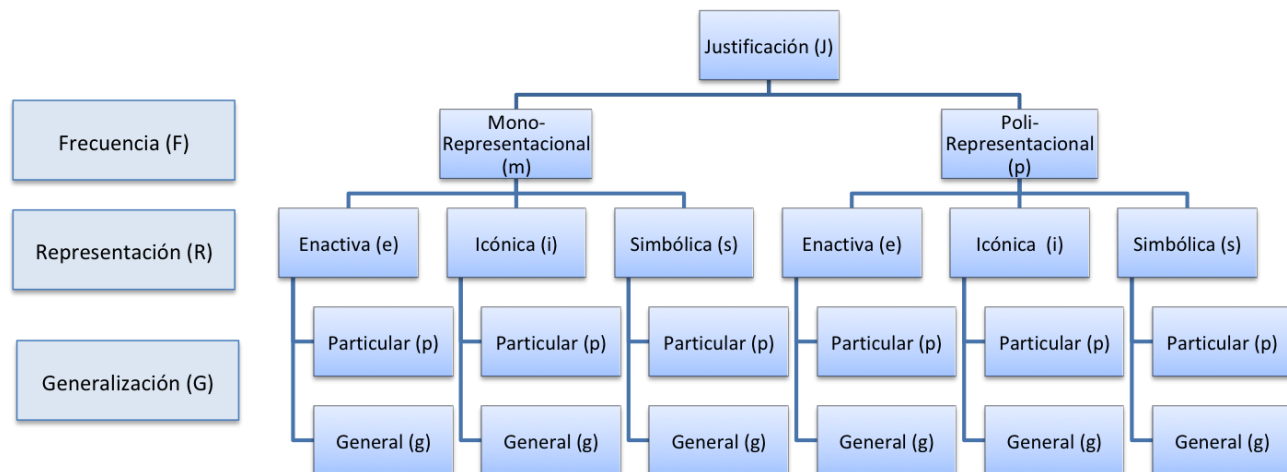 Justificación (J)
Frecuencia (F)
Mono-
Representacional
(m)
Poli-
Representacional
(p)
Representación (R)
Enactiva (e)
Icónica (i)
Simbólica (s)
Enactiva (e)
Icónica (i)
Simbólica (s)
Particular (p)
Particular (p)
Particular (p)
Particular (p)
Particular (p)
Particular (p)
Generalización (G)
General (g)
General (g)
General (g)
General (g)
General (g)
General (g)